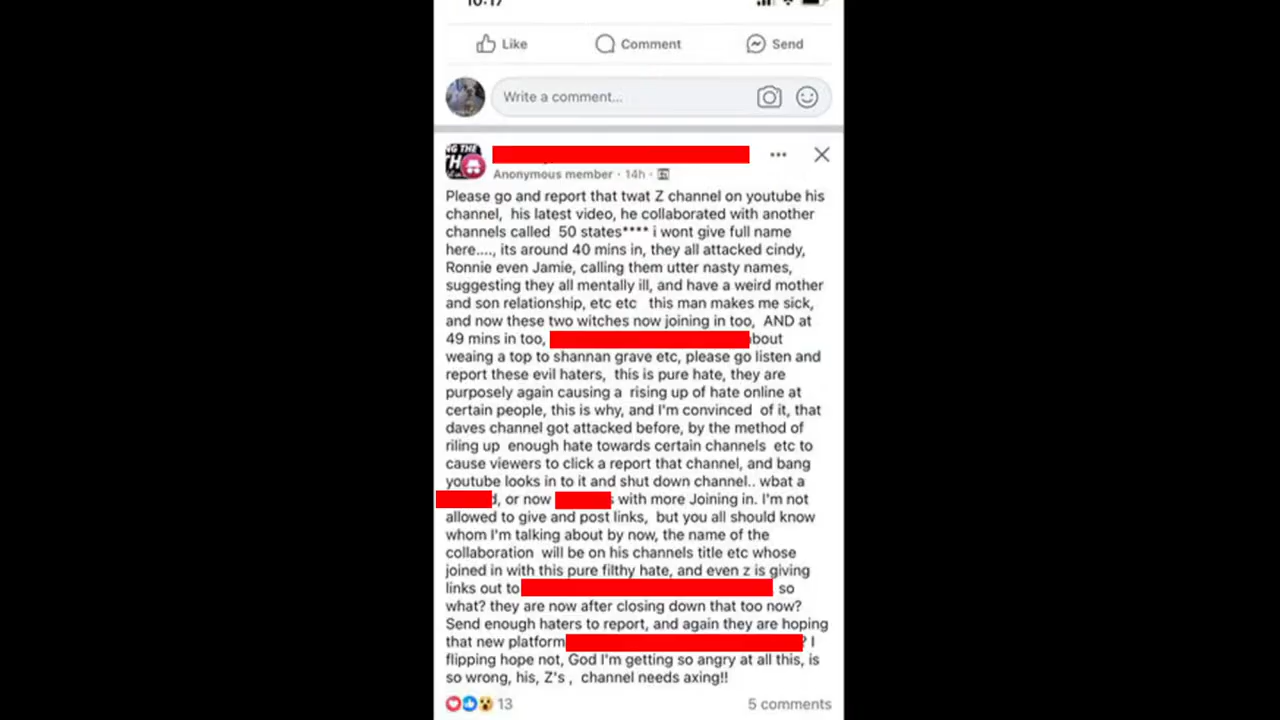 10:17
Like Comment Send
Write a comment...
NG THE
Anonymous member · 14h ·
Please go and report that twat Z channel on youtube his
channel, his latest video, he collaborated with another
channels called 50 states**** i wont give full name
here...., its around 40 mins in, they all attacked cindy,
Ronnie even Jamie, calling them utter nasty names,
suggesting they all mentally ill, and have a weird mother
and son relationship, etc etc this man makes me sick,
and now these two witches now joining in too, AND at
49 mins in too, about
weaing a top to shannan grave etc, please go listen and
report these evil haters, this is pure hate, they are
purposely again causing a rising up of hate online at
certain people, this is why, and I'm convinced of it, that
daves channel got attacked before, by the method of
riling up enough hate towards certain channels etc to
cause viewers to click a report that channel, and bang
youtube looks in to it and shut down channel.. wbat a
, or now with more Joining in. I'm not
allowed to give and post links, but you all should know
whom I'm talking about by now, the name of the
collaboration will be on his channels title etc whose
joined in with this pure filthy hate, and even z is giving
links out to so
what? they are now after closing down that too now?
Send enough haters to report, and again they are hoping
that new platform ? I
flipping hope not, God I'm getting so angry at all this, is
so wrong, his, Z's , channel needs axing!!
13 5 comments